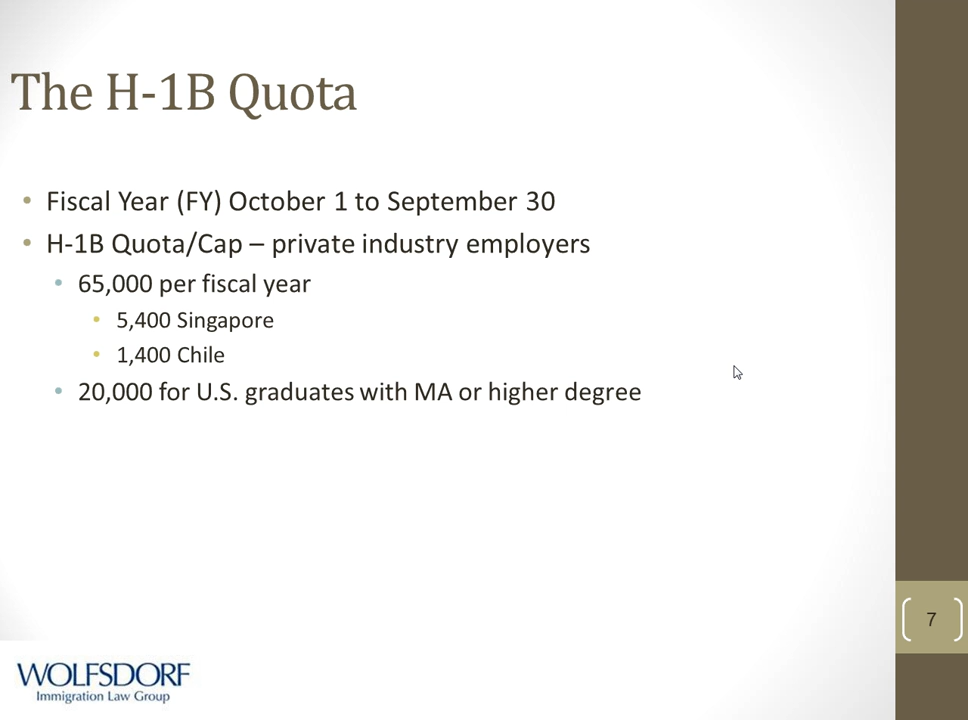 The H-1B Quota
• Fiscal Year (FY) October 1 to September 30
• H-1B Quota/Cap – private industry employers
• 65,000 per fiscal year
• 5,400 Singapore
• 1,400 Chile
• 20,000 for U.S. graduates with MA or higher degree
7
WOLFSDORF
Immigration Law Group